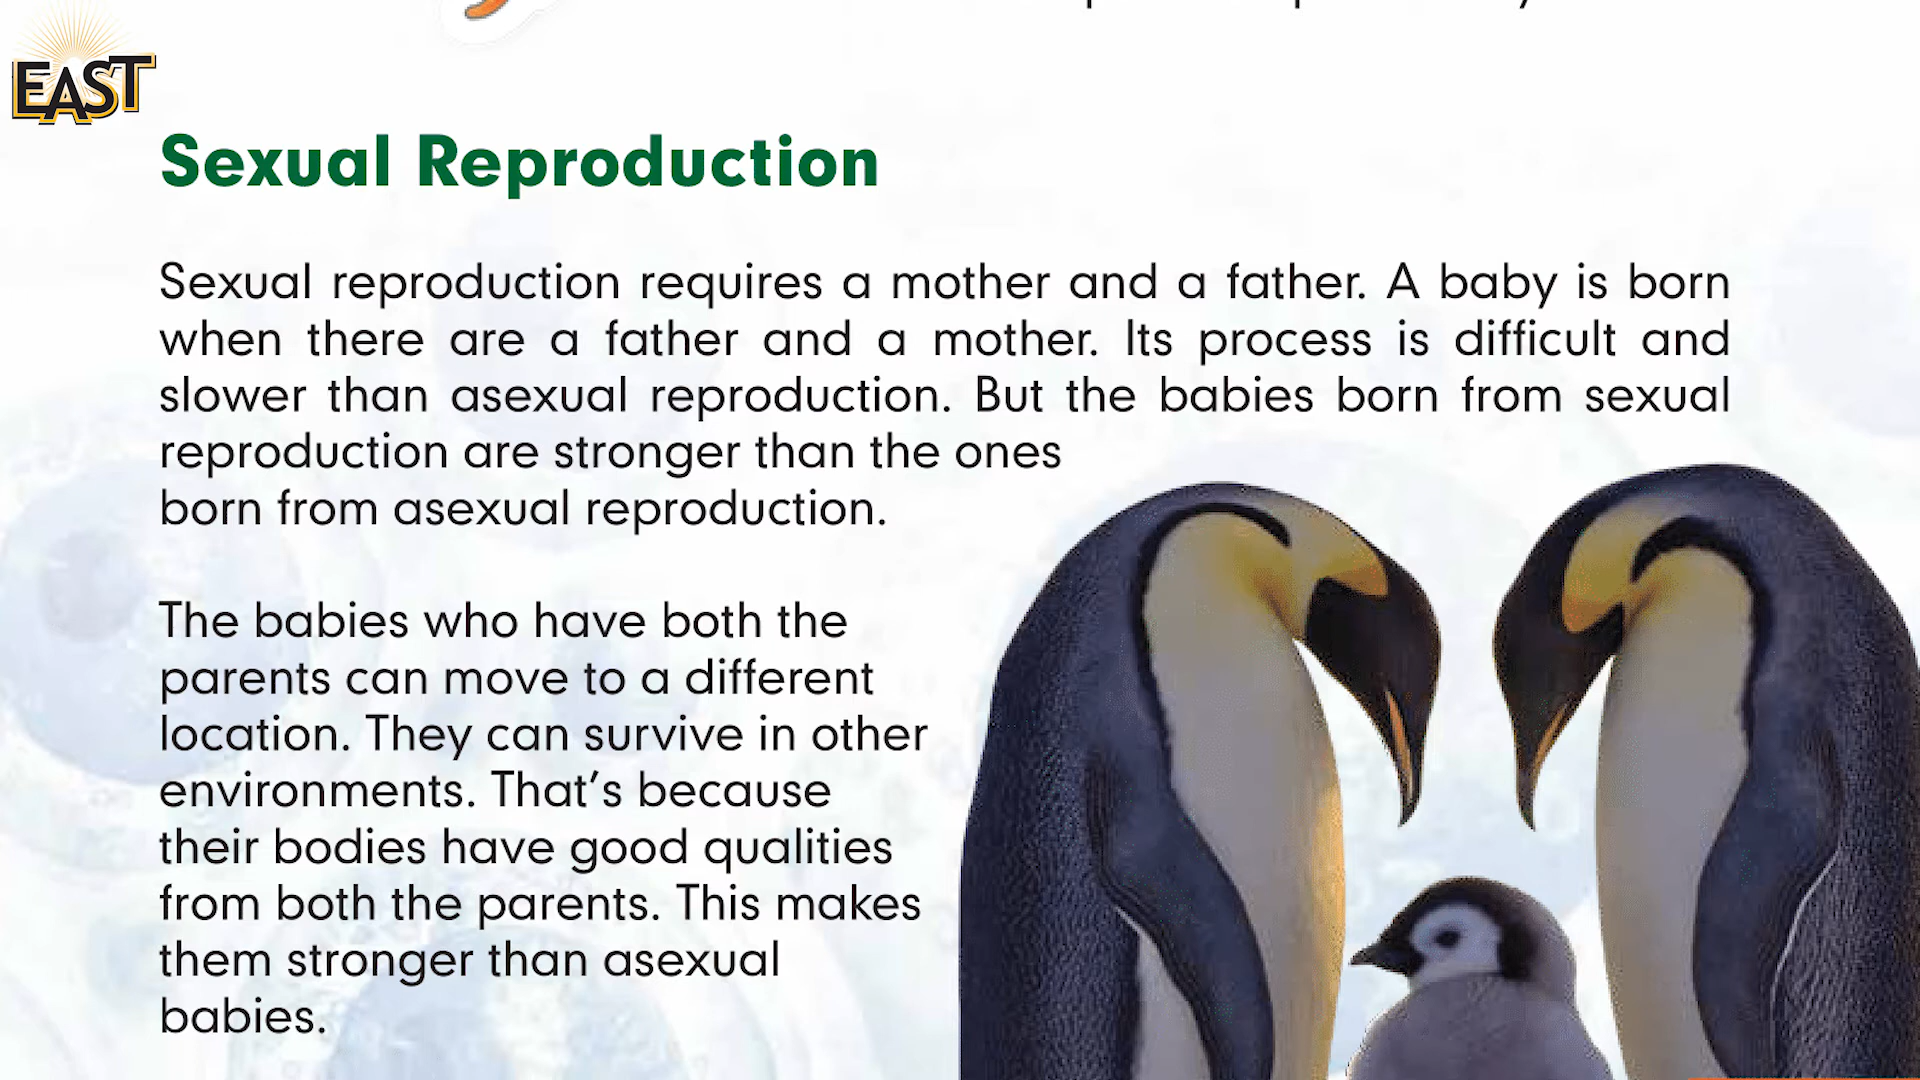 EAST
Sexual Reproduction
Sexual reproduction requires a mother and a father. A baby is born
when there are a father and a mother. Its process is difficult and
slower than asexual reproduction. But the babies born from sexual
reproduction are stronger than the ones
born from asexual reproduction.
The babies who have both the
parents can move to a different
location. They can survive in other
environments. That's because
their bodies have good qualities
from both the parents. This makes
them stronger than asexual
babies.